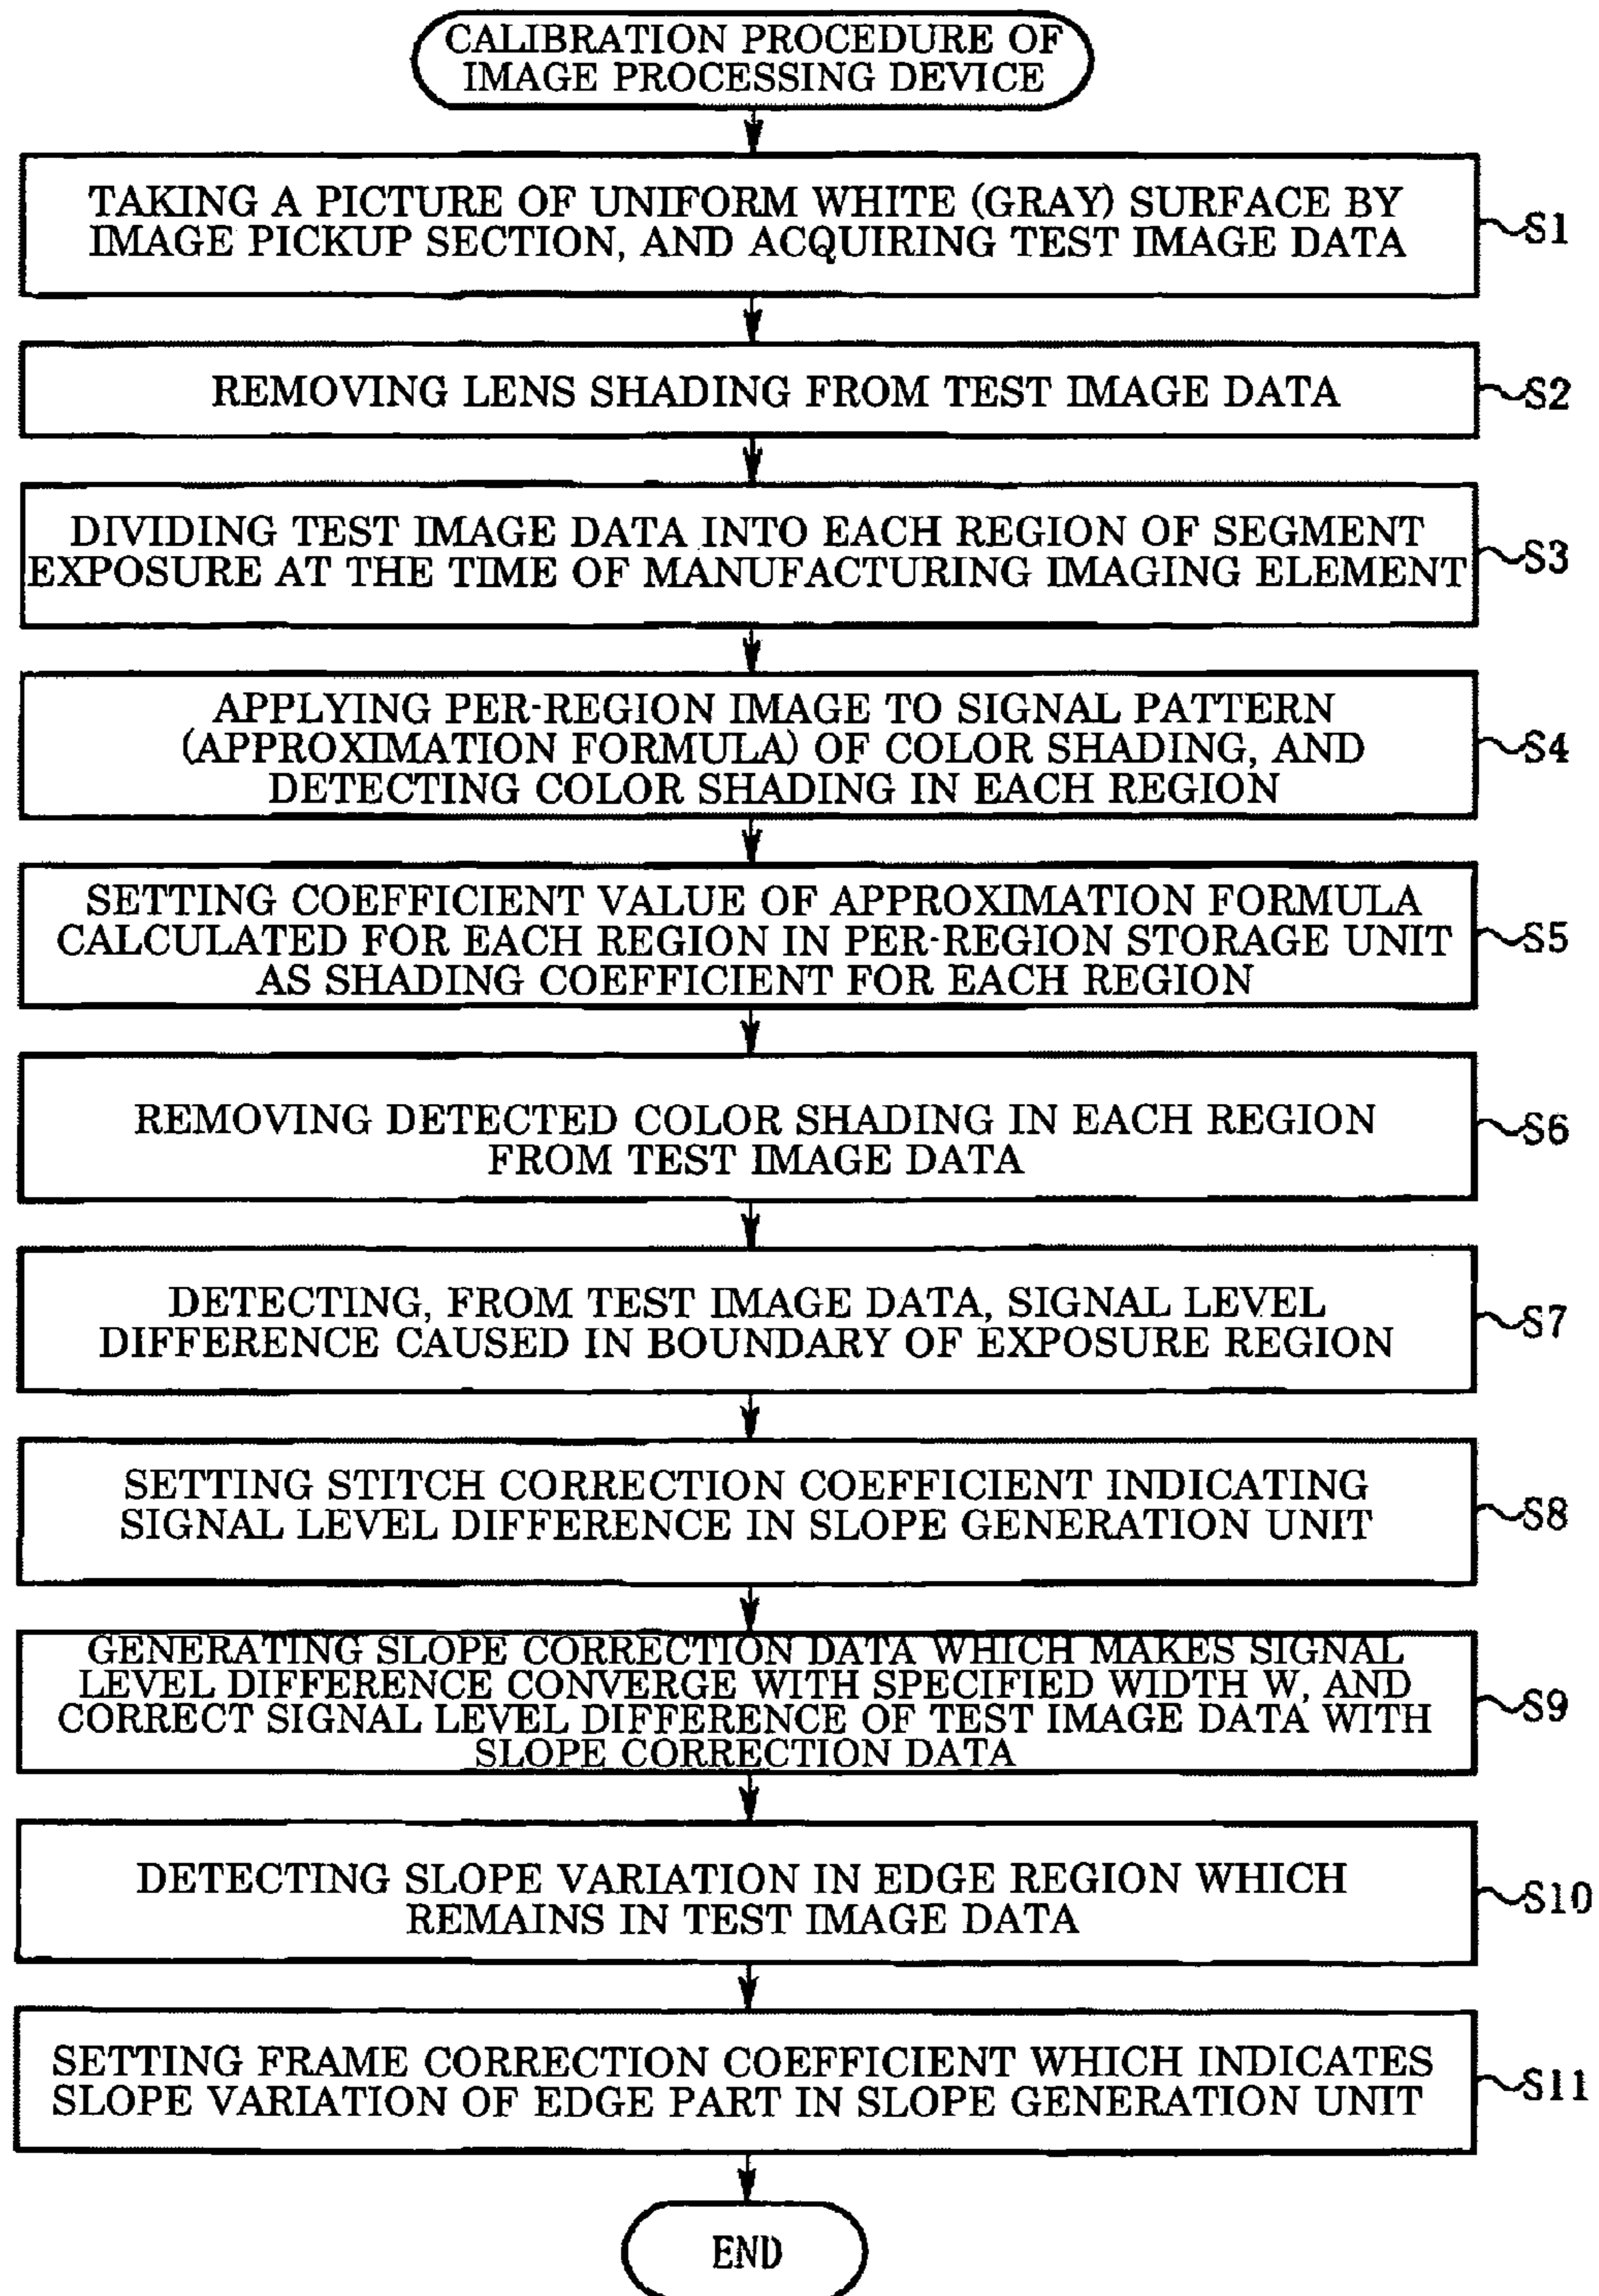 CALIBRATION PROCEDURE OF
IMAGE PROCESSING DEVICE
TAKING A PICTURE OF UNIFORM WHITE (GRAY) SURFACE BY
IMAGE PICKUP SECTION, AND ACQUIRING TEST IMAGE DATA
S1
REMOVING LENS SHADING FROM TEST IMAGE DATA
S2
DIVIDING TEST IMAGE DATA INTO EACH REGION OF SEGMENT
EXPOSURE AT THE TIME OF MANUFACTURING IMAGING ELEMENT
S3
APPLYING PER-REGION IMAGE TO SIGNAL PATTERN
(APPROXIMATION FORMULA) OF COLOR SHADING, AND
DETECTING COLOR SHADING IN EACH REGION
S4
SETTING COEFFICIENT VALUE OF APPROXIMATION FORMULA
CALCULATED FOR EACH REGION IN PER-REGION STORAGE UNIT
AS SHADING COEFFICIENT FOR EACH REGION
S5
REMOVING DETECTED COLOR SHADING IN EACH REGION
FROM TEST IMAGE DATA
S6
DETECTING, FROM TEST IMAGE DATA, SIGNAL LEVEL
DIFFERENCE CAUSED IN BOUNDARY OF EXPOSURE REGION
S7
SETTING STITCH CORRECTION COEFFICIENT INDICATING
SIGNAL LEVEL DIFFERENCE IN SLOPE GENERATION UNIT
S8
GENERATING SLOPE CORRECTION DATA WHICH MAKES SIGNAL
LEVEL DIFFERENCE CONVERGE WITH SPECIFIED WIDTH W, AND
CORRECT SIGNAL LEVEL DIFFERENCE OF TEST IMAGE DATA WITH
SLOPE CORRECTION DATA
S9
DETECTING SLOPE VARIATION IN EDGE REGION WHICH
REMAINS IN TEST IMAGE DATA
S10
SETTING FRAME CORRECTION COEFFICIENT WHICH INDICATES
SLOPE VARIATION OF EDGE PART IN SLOPE GENERATION UNIT
S11
END